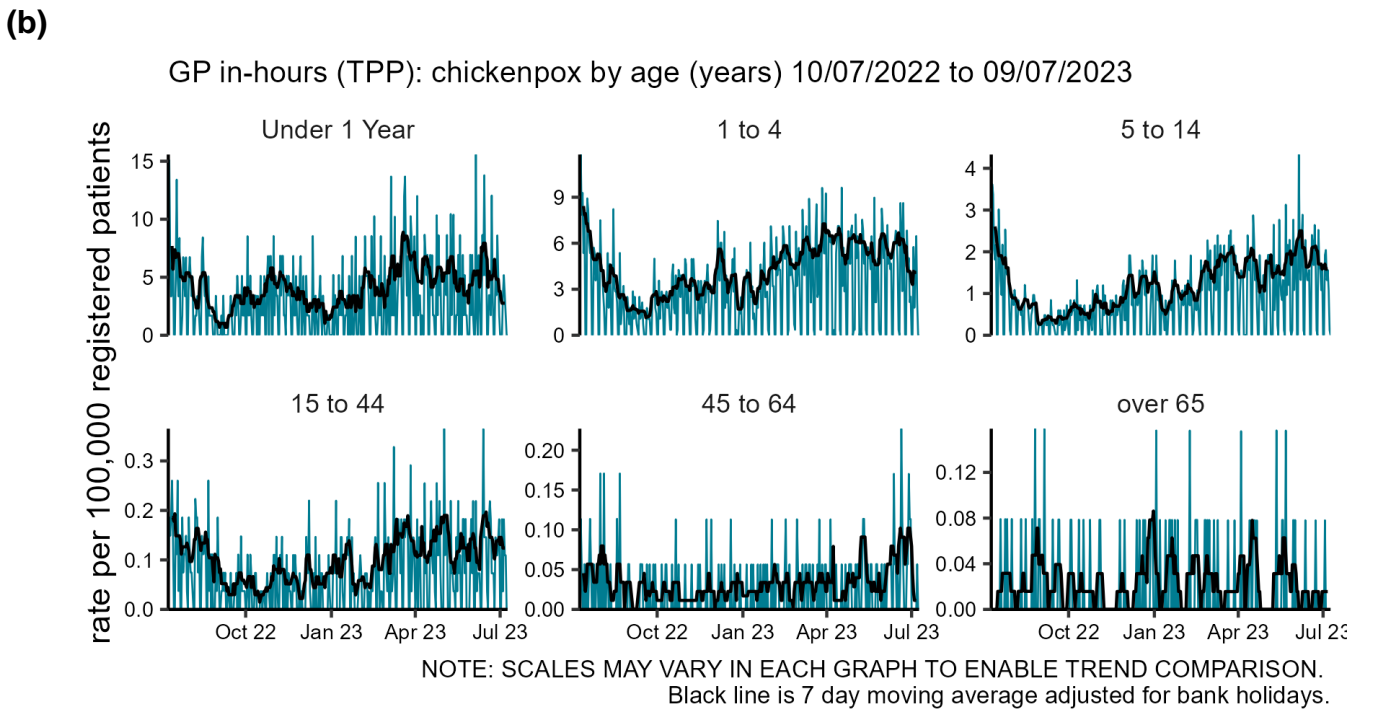 (b)
GP in-hours (TPP): chickenpox by age (years) 10/07/2022 to 09/07/2023
rate per 100,000 registered patients
Under 1 Year
15
10
5
0
1 to 4
9
6
3
0
5 to 14
4
3
2
1
0
15 to 44
0.3
0.2
0.1
0.0
Oct 22 Jan 23 Apr 23 Jul 23
45 to 64
0.20
0.15
0.10
0.05
0.00
Oct 22 Jan 23 Apr 23 Jul 23
over 65
0.12
0.08
0.04
0.00
Oct 22 Jan 23 Apr 23 Jul 23
NOTE: SCALES MAY VARY IN EACH GRAPH TO ENABLE TREND COMPARISON.
Black line is 7 day moving average adjusted for bank holidays.